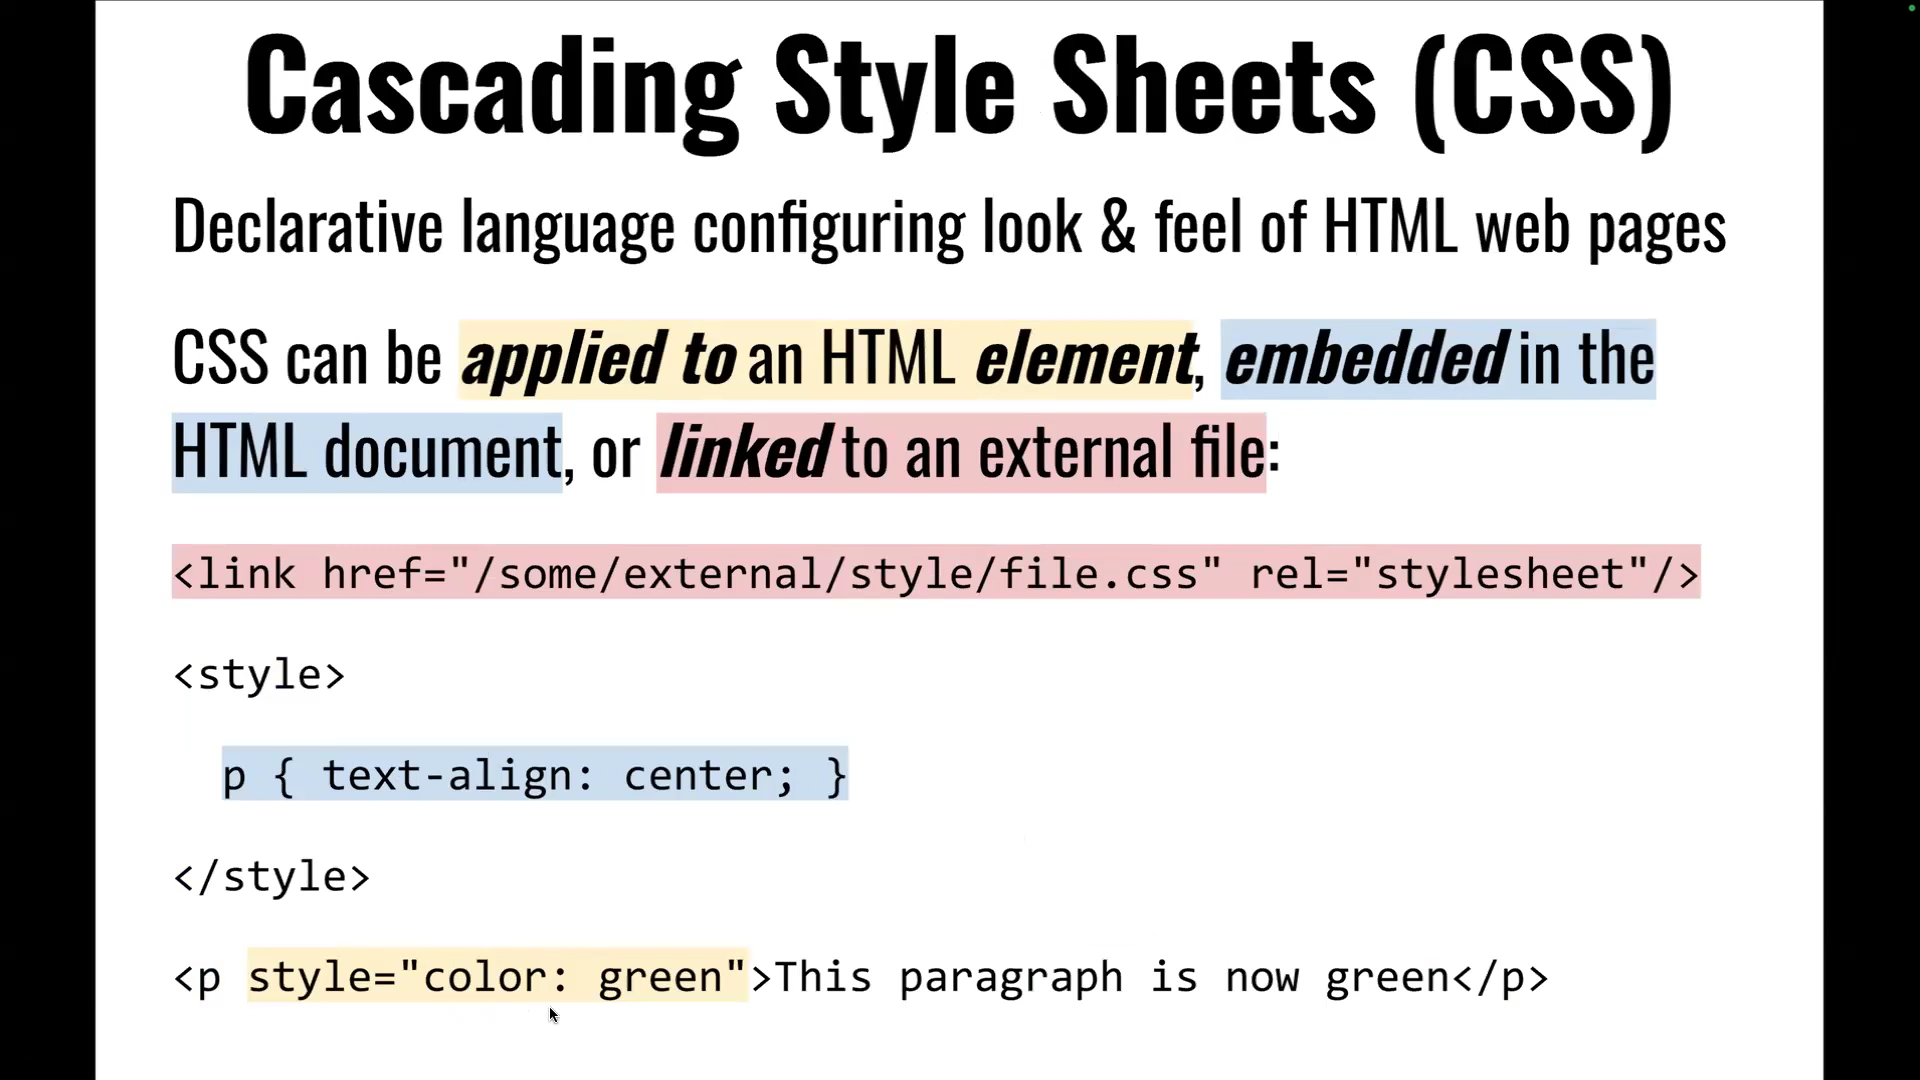 Cascading Style Sheets (CSS)
Declarative language configuring look & feel of HTML web pages
CSS can be applied to an HTML element, embedded in the
HTML document, or linked to an external file:
<link href="/some/external/style/file.css" rel="stylesheet"/>
<style>
p { text-align: center; }
</style>
<p style="color: green">This paragraph is now green</p>